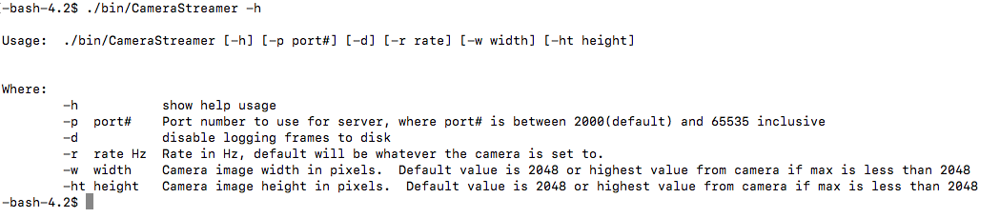 -bash-4.2$ ./bin/CameraStreamer -h
Usage:  ./bin/CameraStreamer [-h] [-p port#] [-d] [-r rate] [-w width] [-ht height]
Where:
        -h           show help usage
        -p  port#    Port number to use for server, where port# is between 2000(default) and 65535 inclusive
        -d           disable logging frames to disk
        -r  rate Hz  Rate in Hz, default will be whatever the camera is set to.
        -w  width    Camera image width in pixels.  Default value is 2048 or highest value from camera if max is less than 2048
        -ht height   Camera image height in pixels.  Default value is 2048 or highest value from camera if max is less than 2048
-bash-4.2$